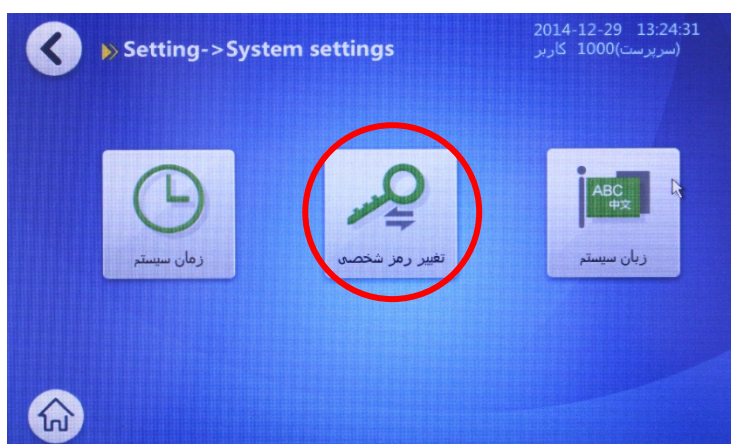 Setting->System settings
2014-12-29 13:24:31
(سرپرست)1000 کاربر
زمان سیستم
تغییر رمز شخصی
ABC
中文
زبان سیستم